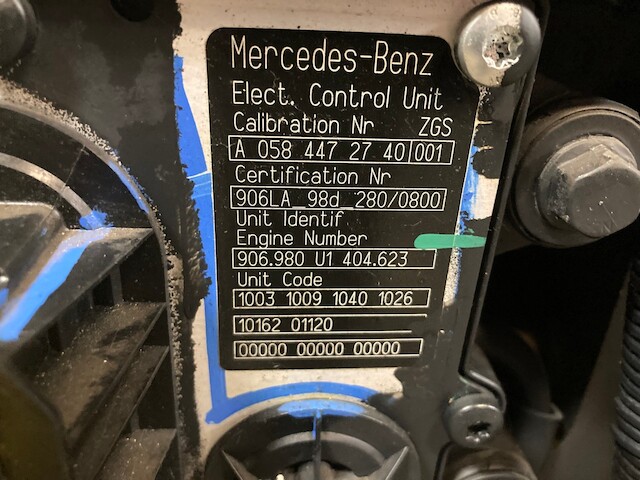 Mercedes-Benz
Elect. Control Unit
Calibration Nr ZGS
A 058 447 27 40 001
Certification Nr
906LA_98d_280/0800
Unit Identif
Engine Number
906.980 U1 404.623
Unit Code
1003 1009 1040 1026
10162 01120
00000 00000 00000